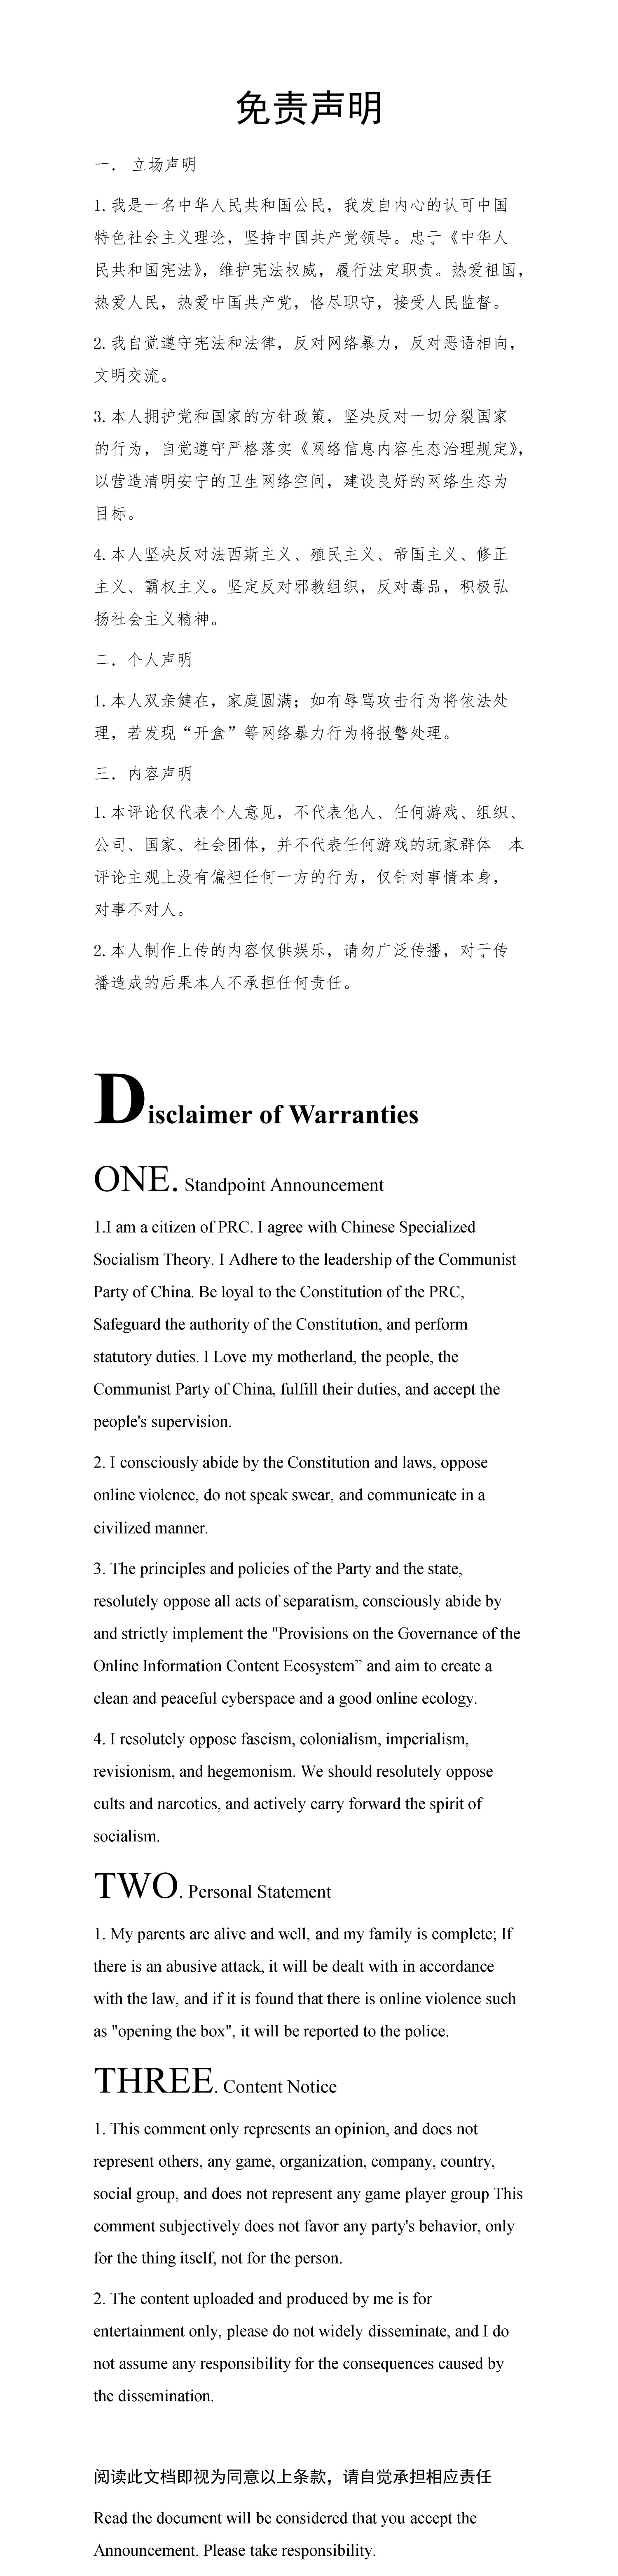 免责声明
一. 立场声明
1.我是一名中华人民共和国公民，我发自内心的认可中国
特色社会主义理论，坚持中国共产党领导。忠于《中华人
民共和国宪法》，维护宪法权威，履行法定职责。热爱祖国，
热爱人民，热爱中国共产党，恪尽职守，接受人民监督。
2.我自觉遵守宪法和法律，反对网络暴力，反对恶语相向，
文明交流。
3.本人拥护党和国家的方针政策，坚决反对一切分裂国家
的行为，自觉遵守严格落实《网络信息内容生态治理规定》，
以营造清明安宁的卫生网络空间，建设良好的网络生态为
目标。
4.本人坚决反对法西斯主义、殖民主义、帝国主义、修正
主义、霸权主义。坚定反对邪教组织，反对毒品，积极弘
扬社会主义精神。
二. 个人声明
1.本人双亲健在，家庭圆满；如有辱骂攻击行为将依法处
理，若发现“开盒”等网络暴力行为将报警处理。
三. 内容声明
1.本评论仅代表个人意见，不代表他人、任何游戏、组织、
公司、国家、社会团体，并不代表任何游戏的玩家群体　本
评论主观上没有偏袒任何一方的行为，仅针对事情本身，
对事不对人。
2.本人制作上传的内容仅供娱乐，请勿广泛传播，对于传
播造成的后果本人不承担任何责任。
Disclaimer of Warranties
ONE. Standpoint Announcement
1.I am a citizen of PRC. I agree with Chinese Specialized
Socialism Theory. I Adhere to the leadership of the Communist
Party of China. Be loyal to the Constitution of the PRC,
Safeguard the authority of the Constitution, and perform
statutory duties. I Love my motherland, the people, the
Communist Party of China, fulfill their duties, and accept the
people's supervision.
2. I consciously abide by the Constitution and laws, oppose
online violence, do not speak swear, and communicate in a
civilized manner.
3. The principles and policies of the Party and the state,
resolutely oppose all acts of separatism, consciously abide by
and strictly implement the "Provisions on the Governance of the
Online Information Content Ecosystem” and aim to create a
clean and peaceful cyberspace and a good online ecology.
4. I resolutely oppose fascism, colonialism, imperialism,
revisionism, and hegemonism. We should resolutely oppose
cults and narcotics, and actively carry forward the spirit of
socialism.
TWO. Personal Statement
1. My parents are alive and well, and my family is complete; If
there is an abusive attack, it will be dealt with in accordance
with the law, and if it is found that there is online violence such
as "opening the box", it will be reported to the police.
THREE. Content Notice
1. This comment only represents an opinion, and does not
represent others, any game, organization, company, country,
social group, and does not represent any game player group This
comment subjectively does not favor any party's behavior, only
for the thing itself, not for the person.
2. The content uploaded and produced by me is for
entertainment only, please do not widely disseminate, and I do
not assume any responsibility for the consequences caused by
the dissemination.
阅读此文档即视为同意以上条款，请自觉承担相应责任
Read the document will be considered that you accept the
Announcement. Please take responsibility.